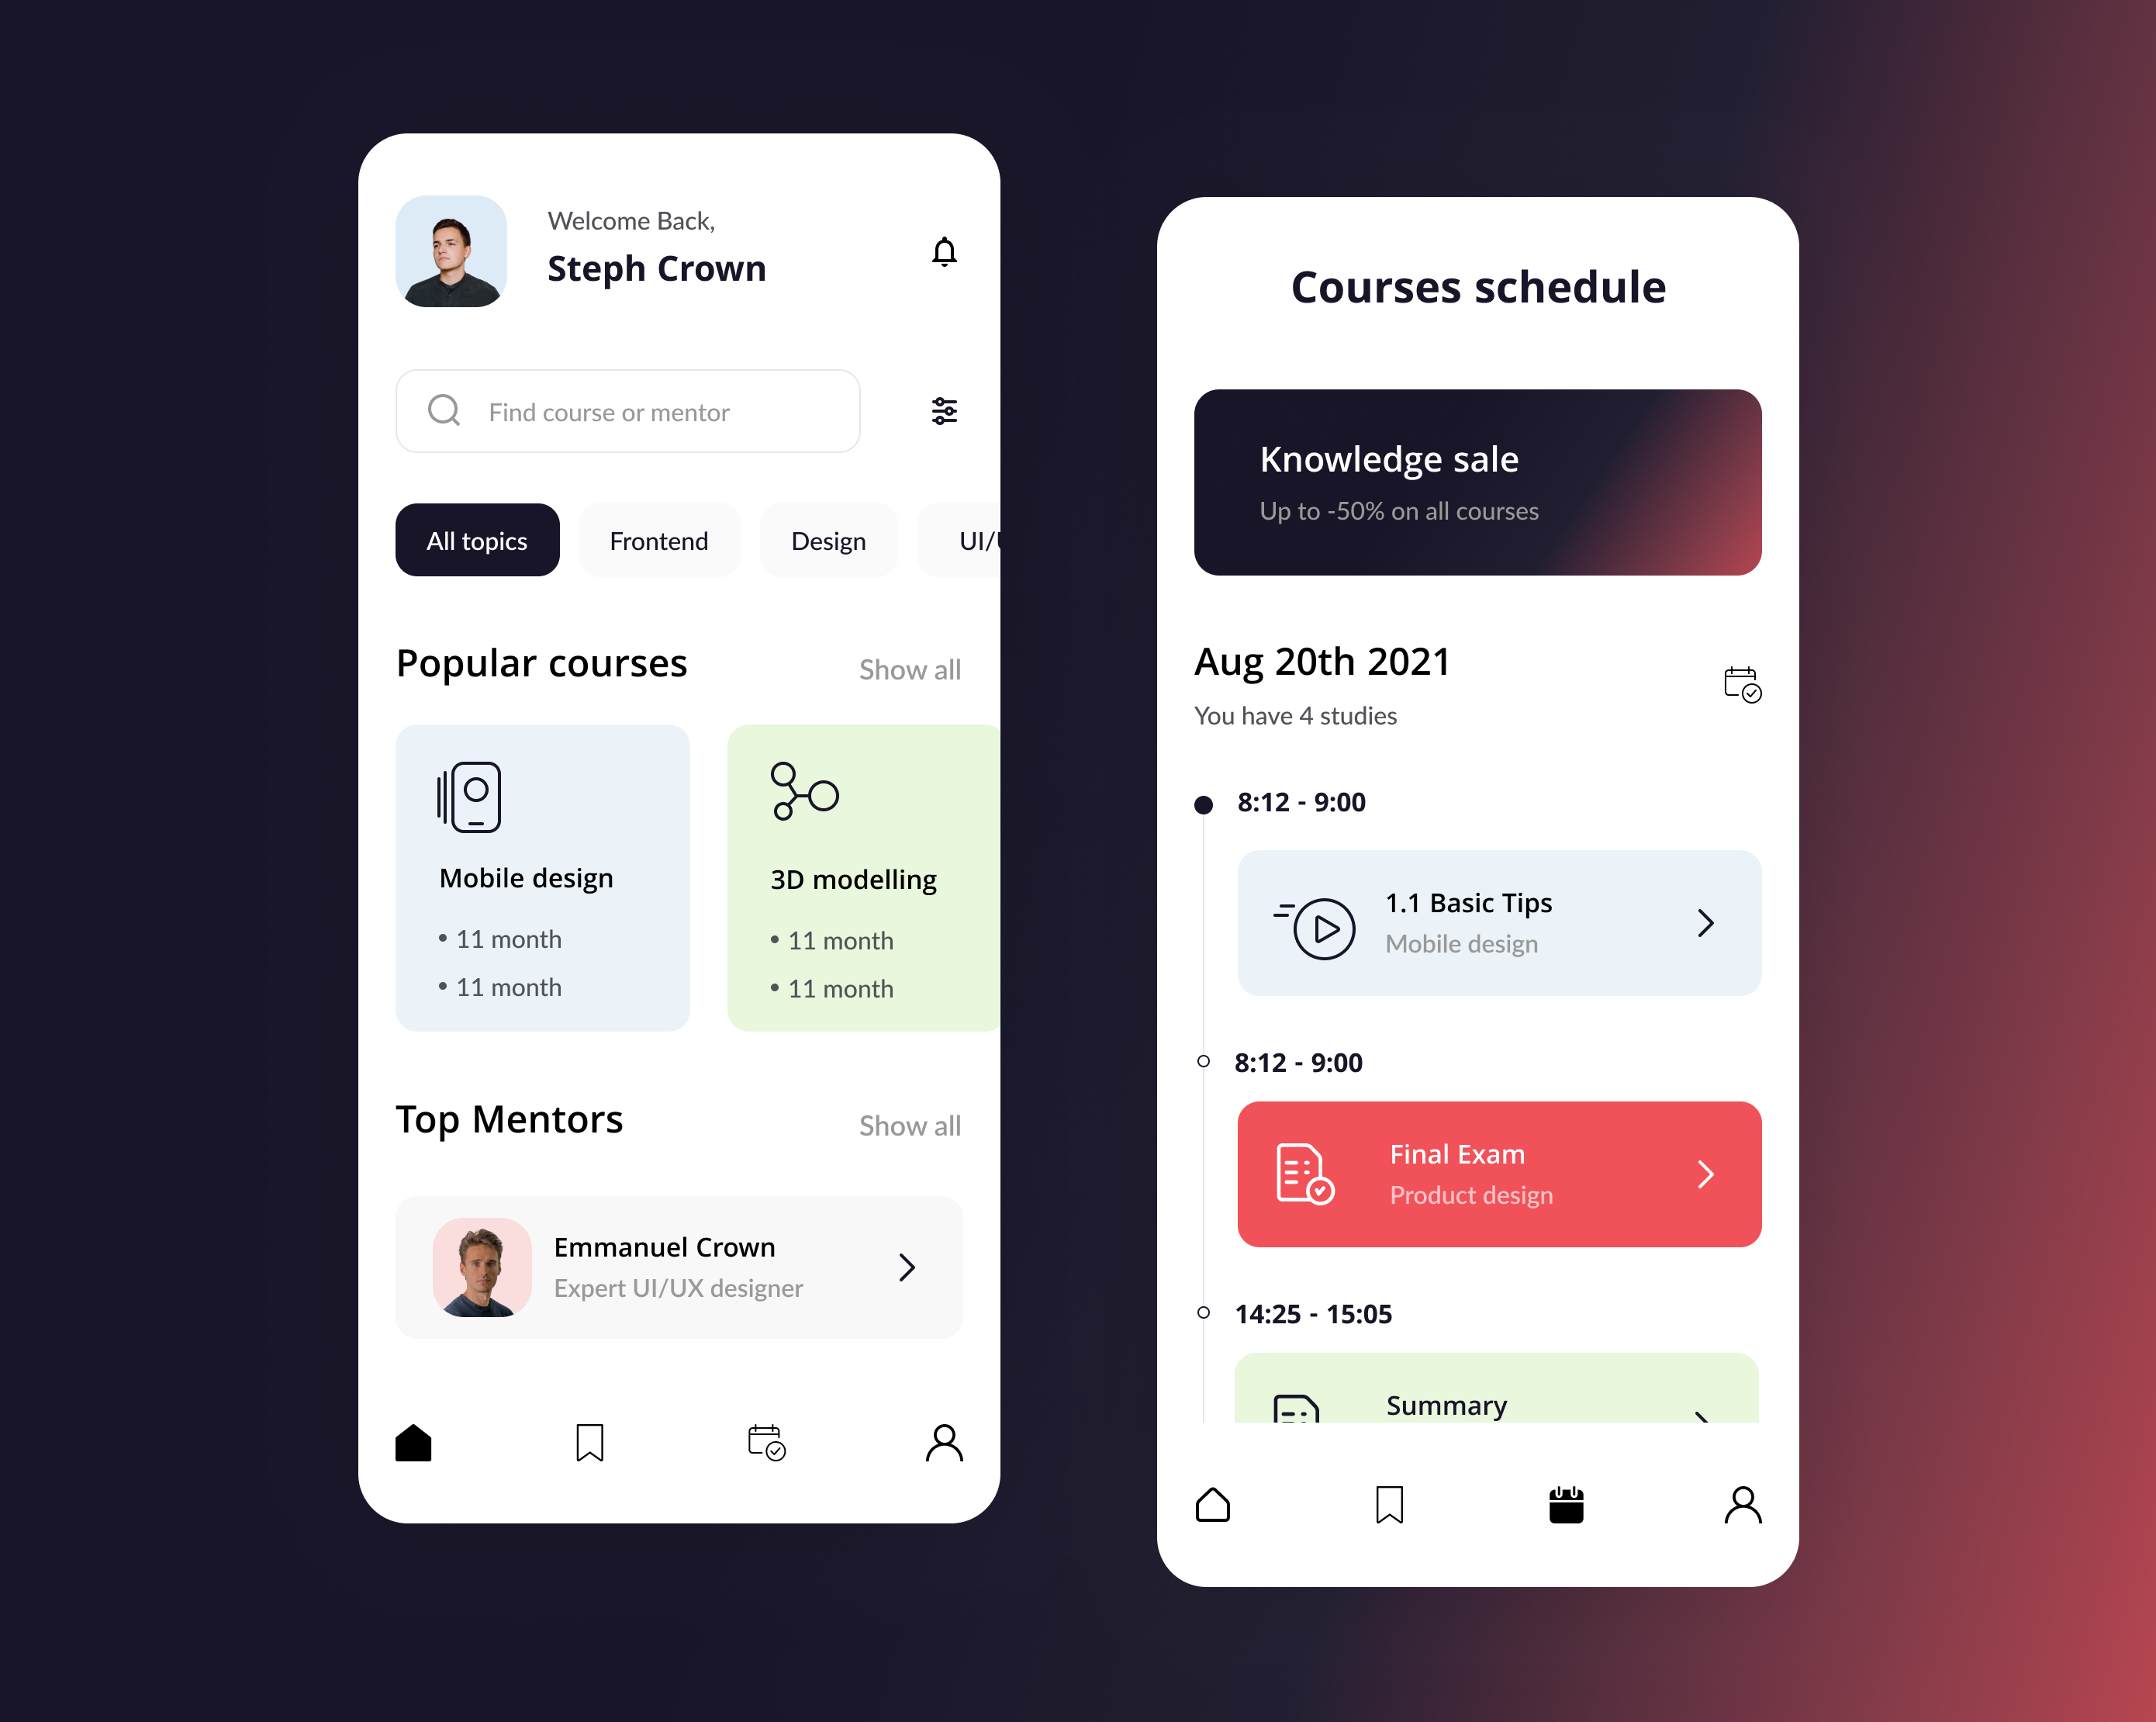 Welcome Back,
Steph Crown
Find course or mentor
All topics
Frontend
Design
Popular courses
Show all
Mobile design
• 11 month
• 11 month
3D modelling
• 11 month
• 11 month
Top Mentors
Show all
Emmanuel Crown
Expert UI/UX designer
Courses schedule
Knowledge sale
Up to -50% on all courses
Aug 20th 2021
You have 4 studies
8:12 - 9:00
1.1 Basic Tips
Mobile design
8:12 - 9:00
Final Exam
Product design
14:25 - 15:05
Summary